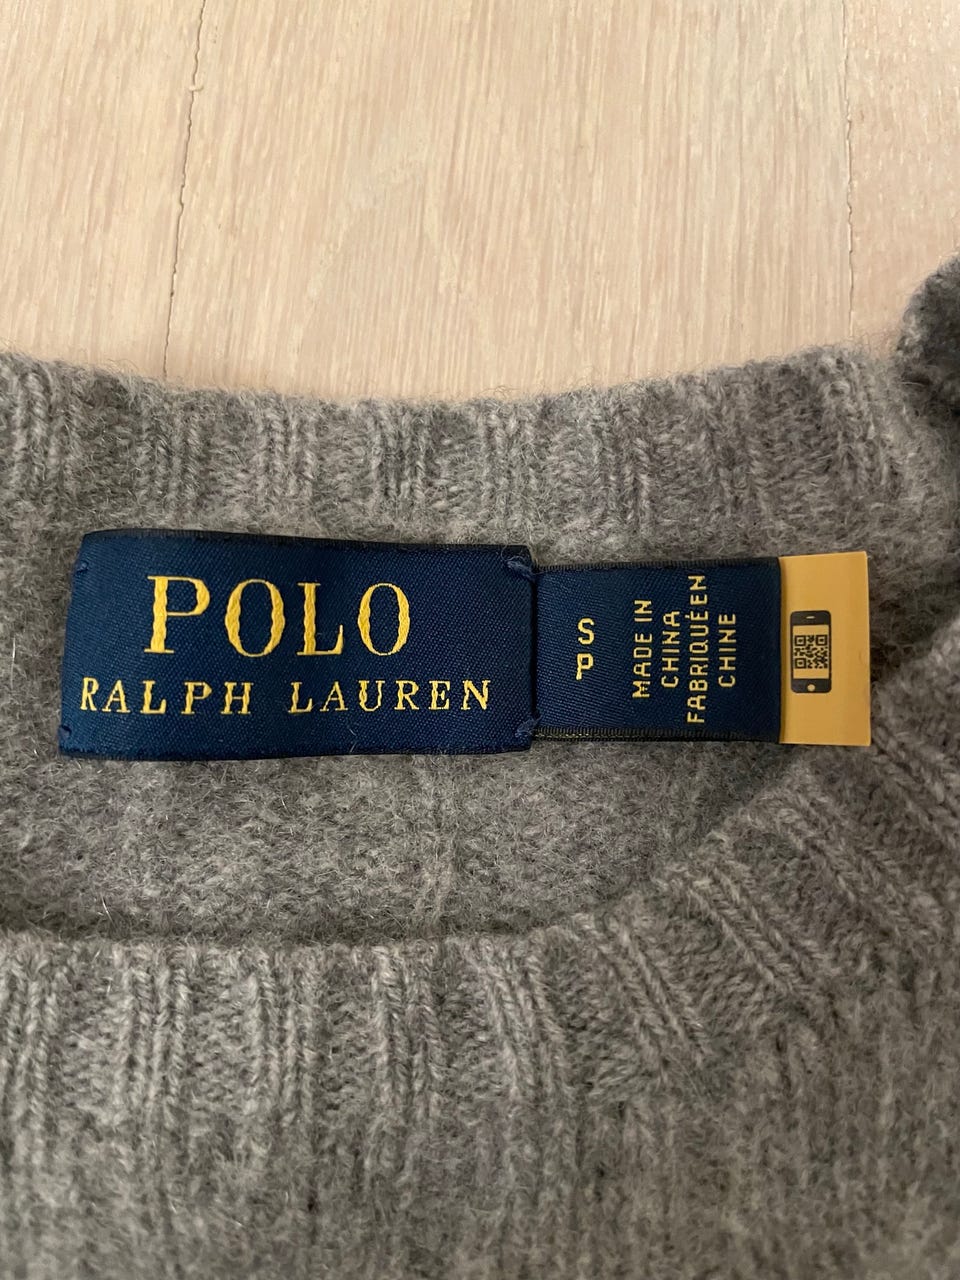 POLO
RALPH LAUREN
S
P
MADE IN
CHINA
FABRIQUÉ EN
CHINE